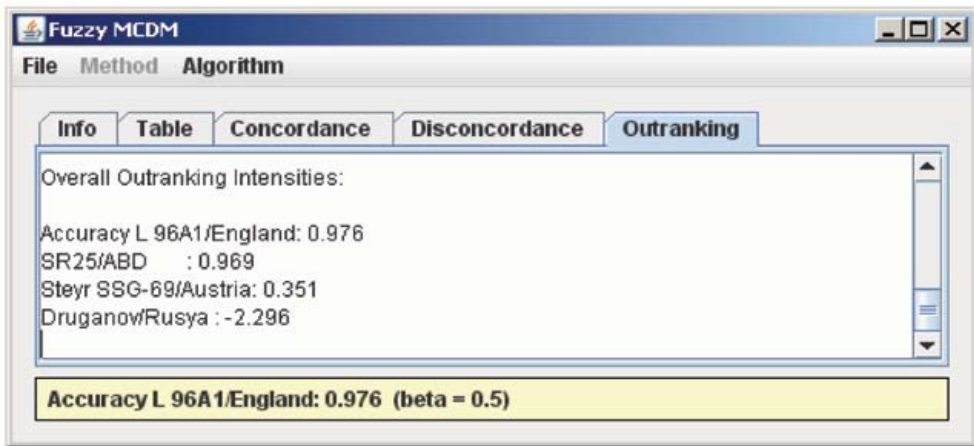 Fuzzy MCDM
File Method Algorithm
Info Table Concordance Disconcordance Outranking
Overall Outranking Intensities:
Accuracy L 96A1/England: 0.976
SR25/ABD : 0.969
Steyr SSG-69/Austria: 0.351
Druganov/Rusya : -2.296
Accuracy L 96A1/England: 0.976 (beta = 0.5)